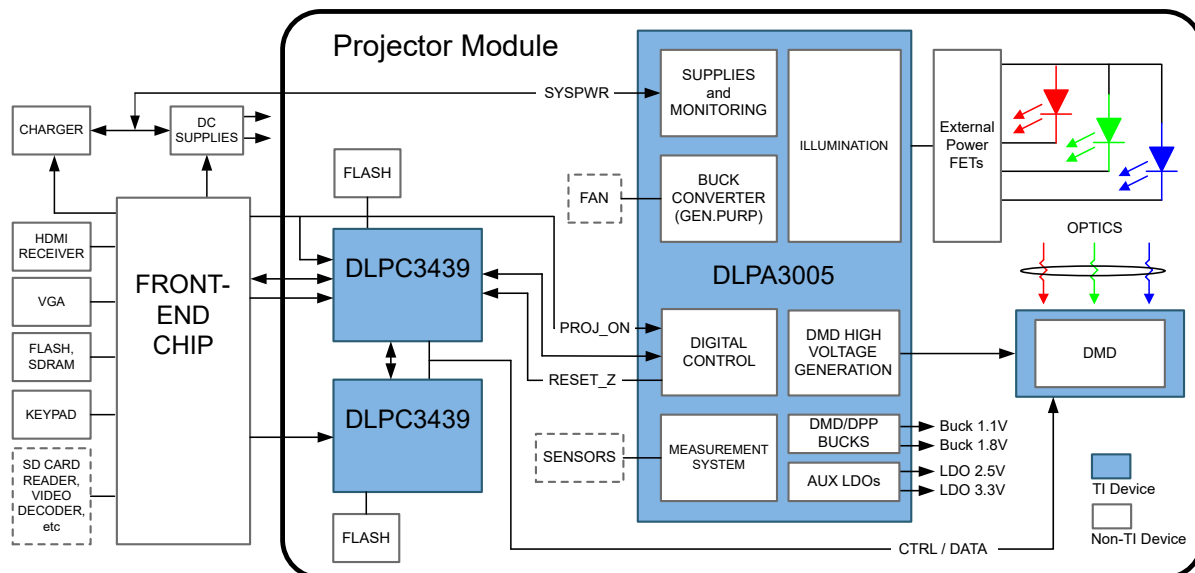 Projector Module
SYSPWR
CHARGER
DC
SUPPLIES
SUPPLIES
and
MONITORING
ILLUMINATION
External
Power
FETs
FLASH
FAN
BUCK
CONVERTER
(GEN.PURP)
HDMI
RECEIVER
VGA
FLASH,
SDRAM
KEYPAD
SD CARD
READER,
VIDEO
DECODER,
etc
FRONT-
END
CHIP
DLPC3439
DLPC3439
FLASH
DLPA3005
PROJ_ON
RESET_Z
DIGITAL
CONTROL
DMD HIGH
VOLTAGE
GENERATION
OPTICS
DMD
SENSORS
MEASUREMENT
SYSTEM
DMD/DPP
BUCKS
AUX LDOs
Buck 1.1V
Buck 1.8V
LDO 2.5V
LDO 3.3V
CTRL / DATA
TI Device
Non-TI Device